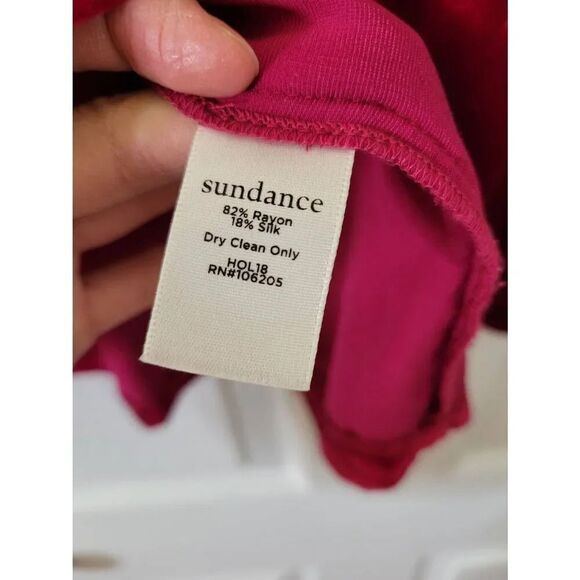 sundance
82% Rayon
18% Silk
Dry Clean Only
HOL18
RN#106205